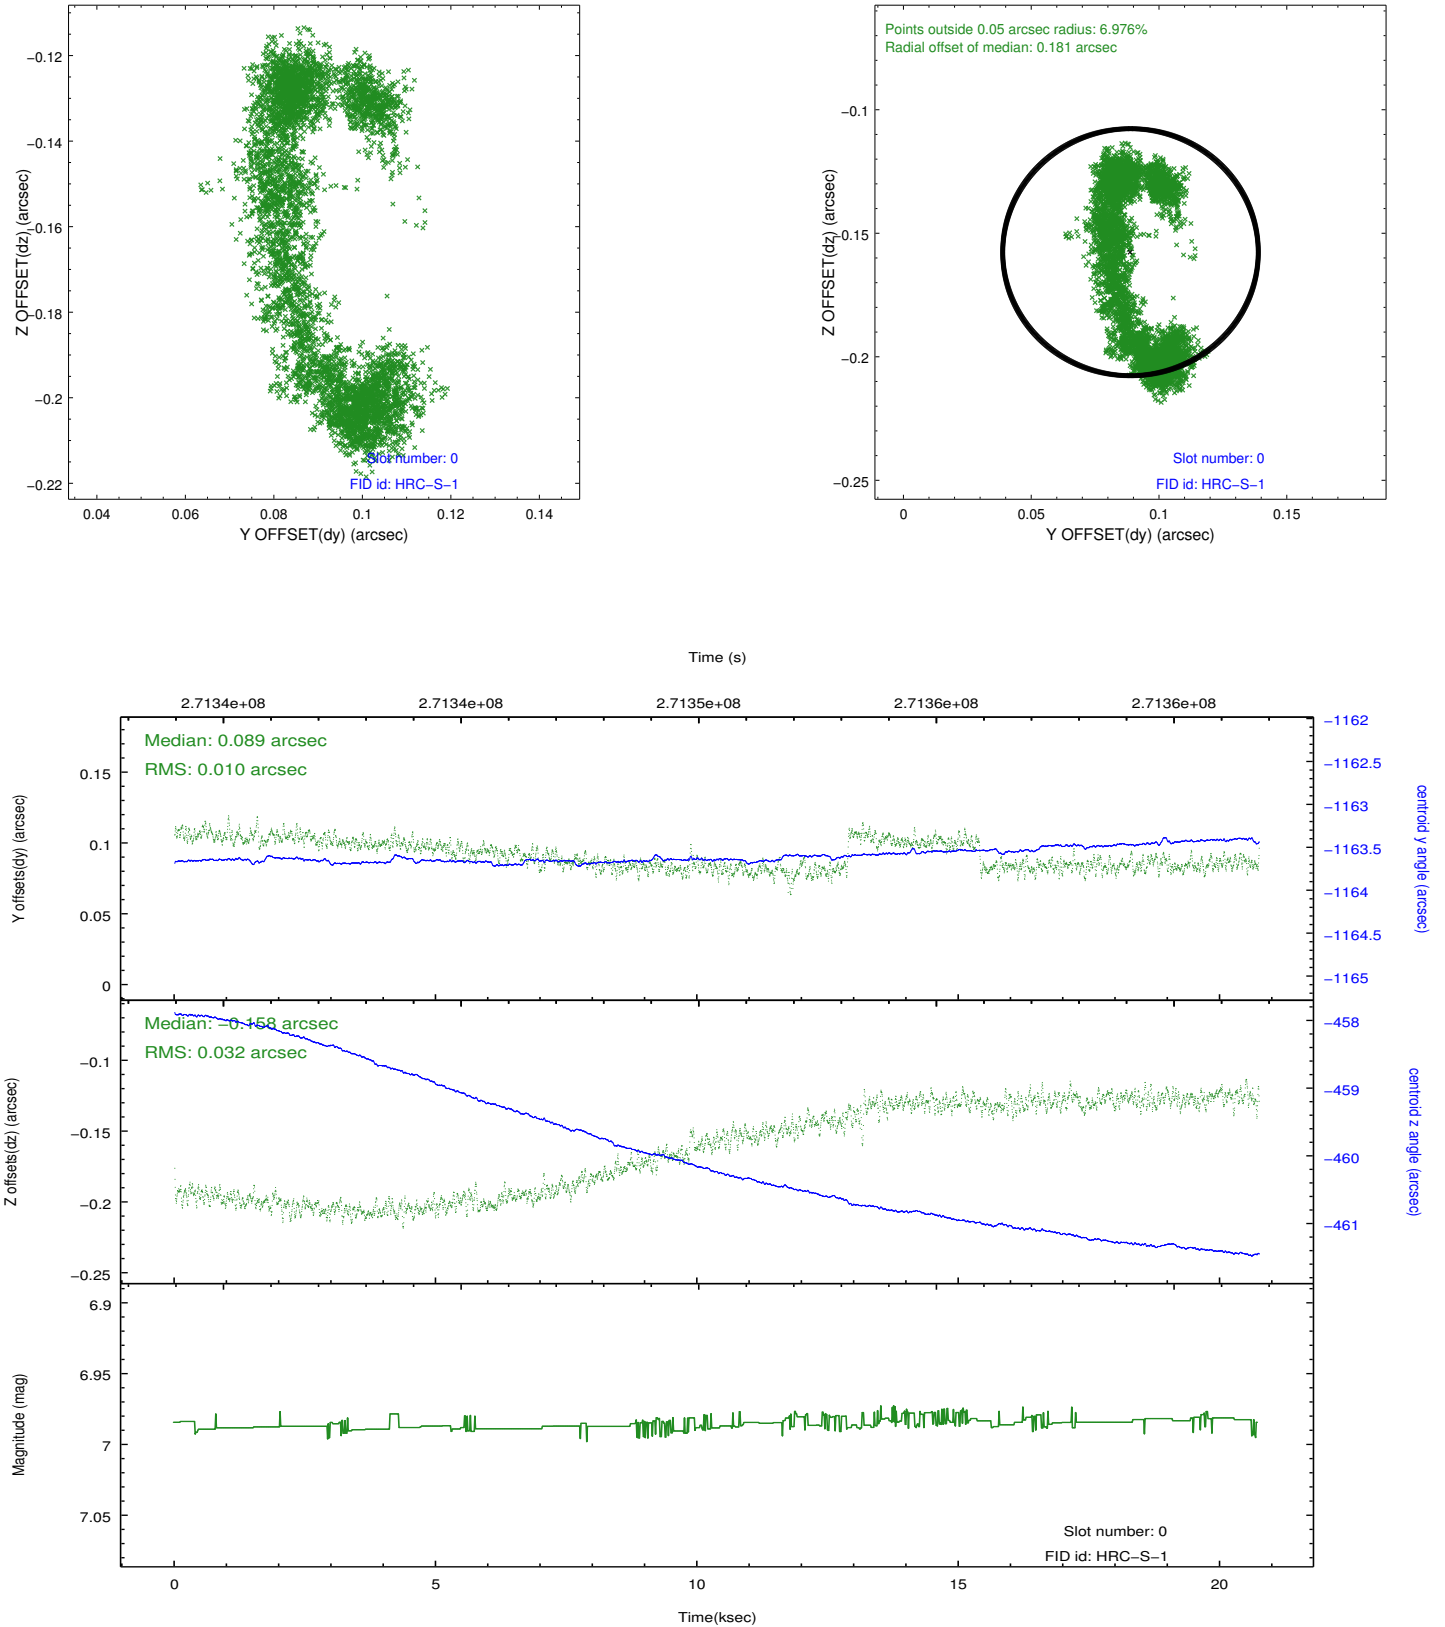 −0.12
−0.14
−0.16
−0.18
−0.2
−0.22
Z OFFSET(dz) (arcsec)
0.04 0.06 0.08 0.1 0.12 0.14
Y OFFSET(dy) (arcsec)
Slot number: 0
FID id: HRC−S−1
Points outside 0.05 arcsec radius: 6.976%
Radial offset of median: 0.181 arcsec
−0.1
−0.15
−0.2
−0.25
Z OFFSET(dz) (arcsec)
0 0.05 0.1 0.15
Y OFFSET(dy) (arcsec)
Slot number: 0
FID id: HRC−S−1
Time (s)
2.7134e+08 2.7134e+08 2.7135e+08 2.7136e+08 2.7136e+08
Median: 0.089 arcsec
RMS: 0.010 arcsec
0.15
0.1
0.05
0
Y offsets(dy) (arcsec)
−1162
−1162.5
−1163
−1163.5
−1164
−1164.5
−1165
centroid y angle (arcsec)
Median: −0.158 arcsec
RMS: 0.032 arcsec
−0.1
−0.15
−0.2
−0.25
Z offsets(dz) (arcsec)
−458
−459
−460
−461
centroid z angle (arcsec)
6.9
6.95
7
7.05
Magnitude (mag)
Slot number: 0
FID id: HRC−S−1
0 5 10 15 20
Time(ksec)